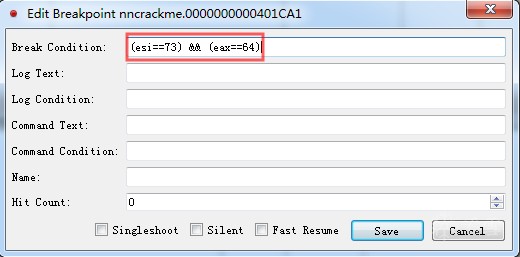 Edit Breakpoint nncrackme.0000000000401CA1
Break Condition: (esi==73) && (eax==64)
Log Text:
Log Condition:
Command Text:
Command Condition:
Name:
Hit Count: 0
Singleshoot Silent Fast Resume Save Cancel